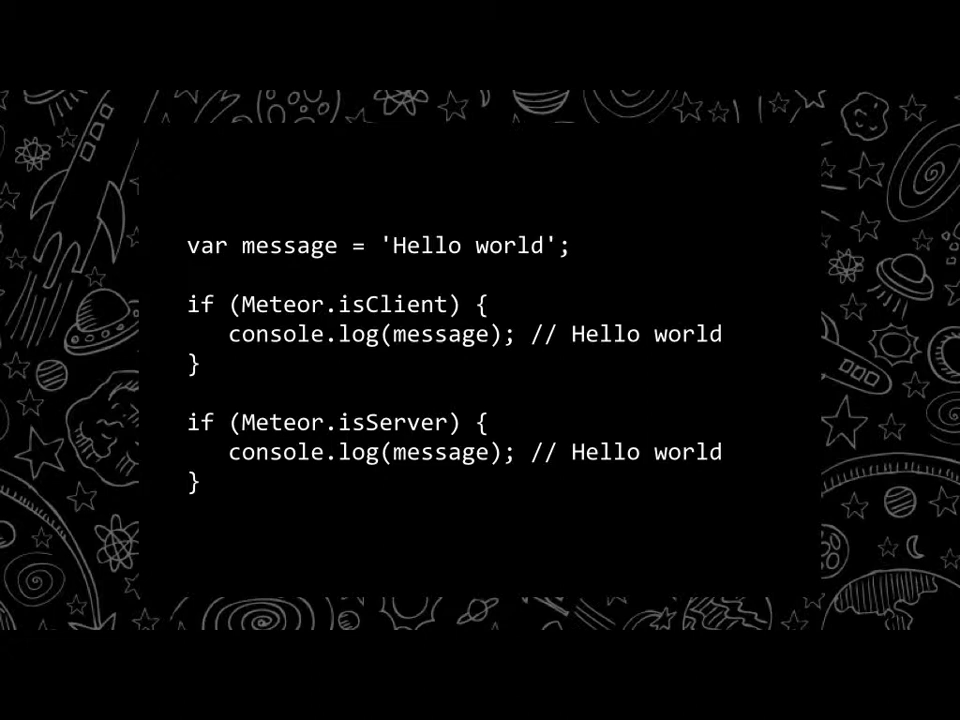 var message = 'Hello world';
if (Meteor.isClient) {
   console.log(message); // Hello world
}
if (Meteor.isServer) {
   console.log(message); // Hello world
}